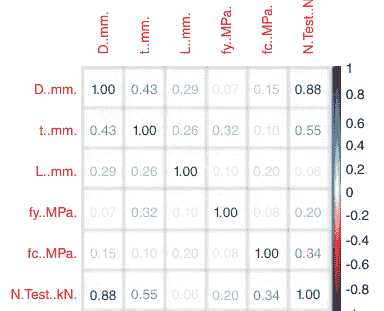 D..mm. t..mm. L..mm. fy..MPa. fc..MPa. N.Test..kN
D..mm. 1.00 0.43 0.29 0.07 0.15 0.88
t..mm. 0.43 1.00 0.26 0.32 0.10 0.55
L..mm. 0.29 0.26 1.00 0.10 0.20 0.06
fy..MPa. 0.07 0.32 0.10 1.00 0.08 0.20
fc..MPa. 0.15 0.10 0.20 0.08 1.00 0.34
N.Test..kN. 0.88 0.55 0.06 0.20 0.34 1.00
1
0.8
0.6
0.4
0.2
0
-0.2
-0.4
-0.6
-0.8